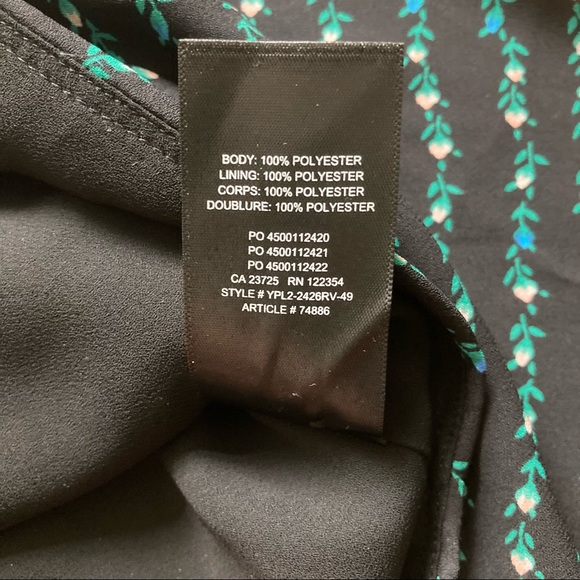 BODY: 100% POLYESTER
LINING: 100% POLYESTER
CORPS: 100% POLYESTER
DOUBLURE: 100% POLYESTER
PO 4500112420
PO 4500112421
PO 4500112422
CA 23725 RN 122354
STYLE # YPL2-2426RV-49
ARTICLE # 74886